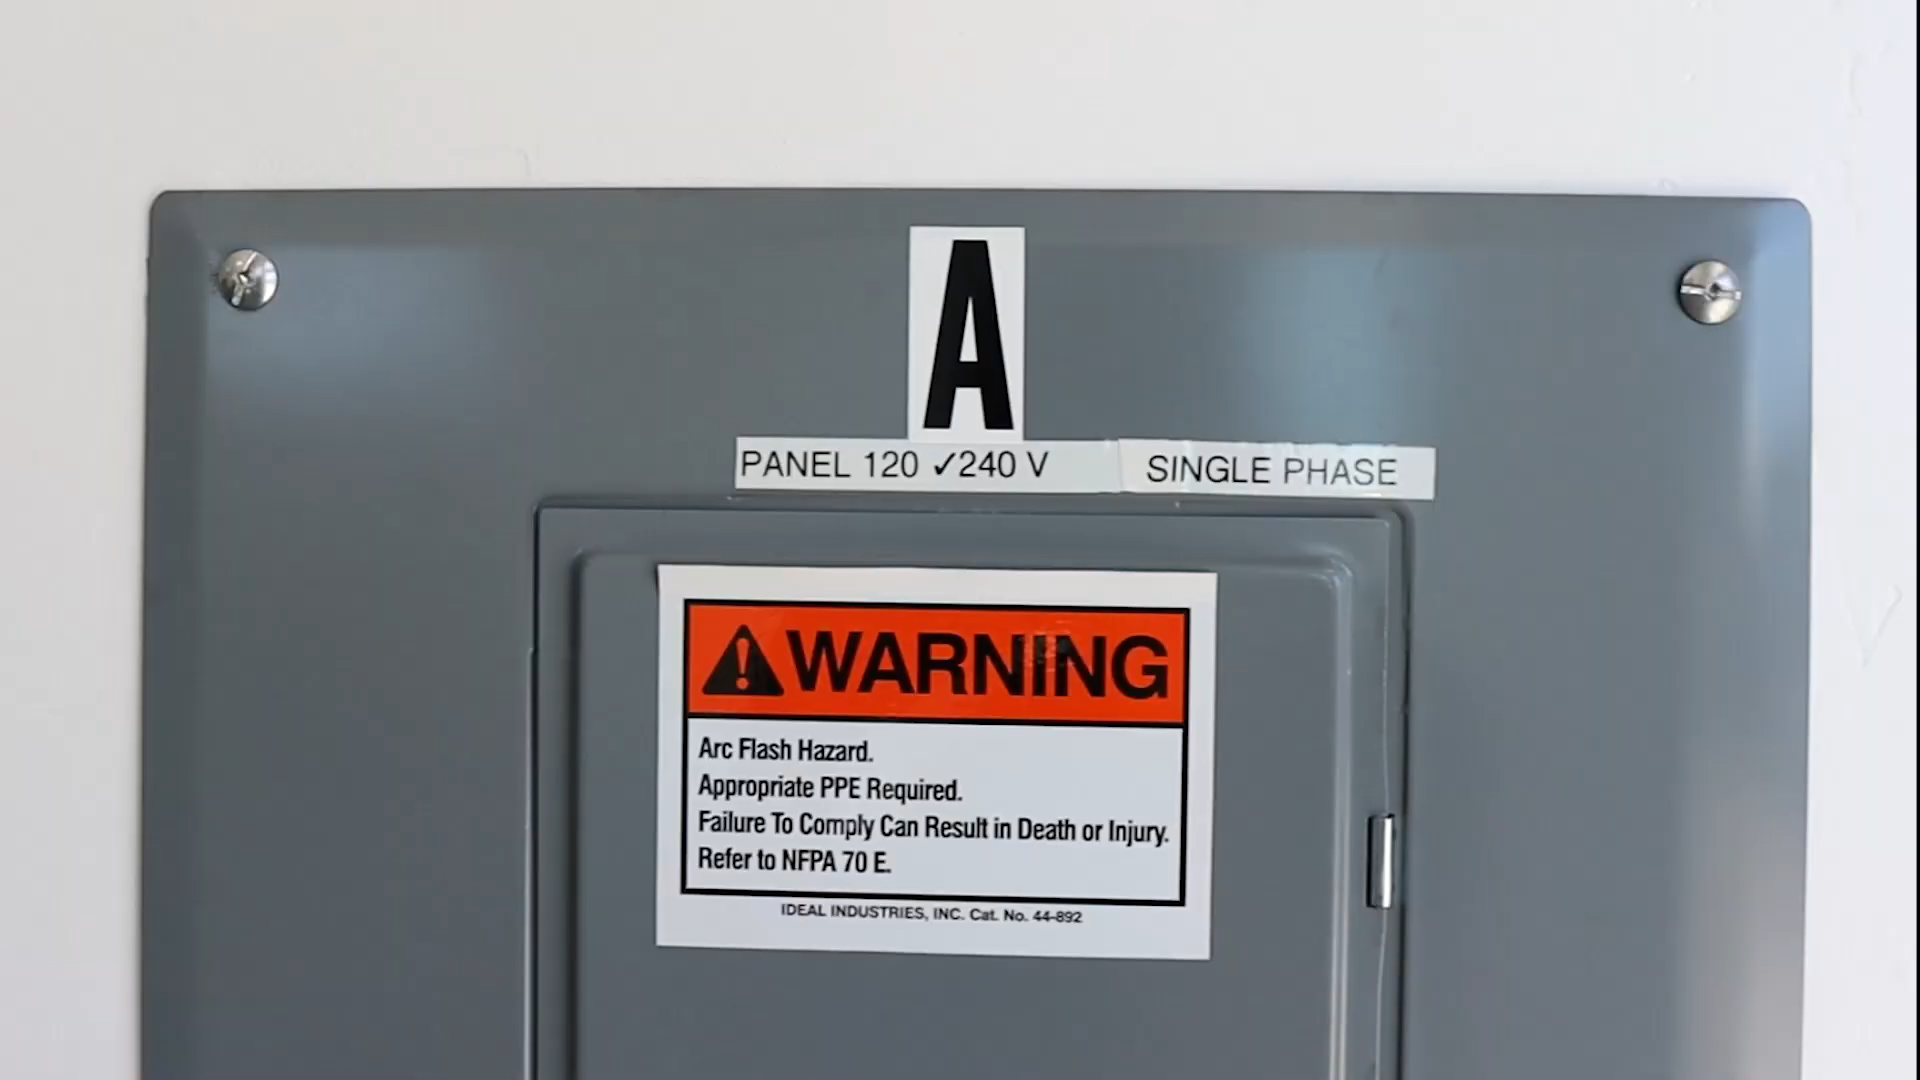 A
PANEL 120 ✓240 V SINGLE PHASE
WARNING
Arc Flash Hazard.
Appropriate PPE Required.
Failure To Comply Can Result in Death or Injury.
Refer to NFPA 70 E.
IDEAL INDUSTRIES, INC. Cat. No. 44-892